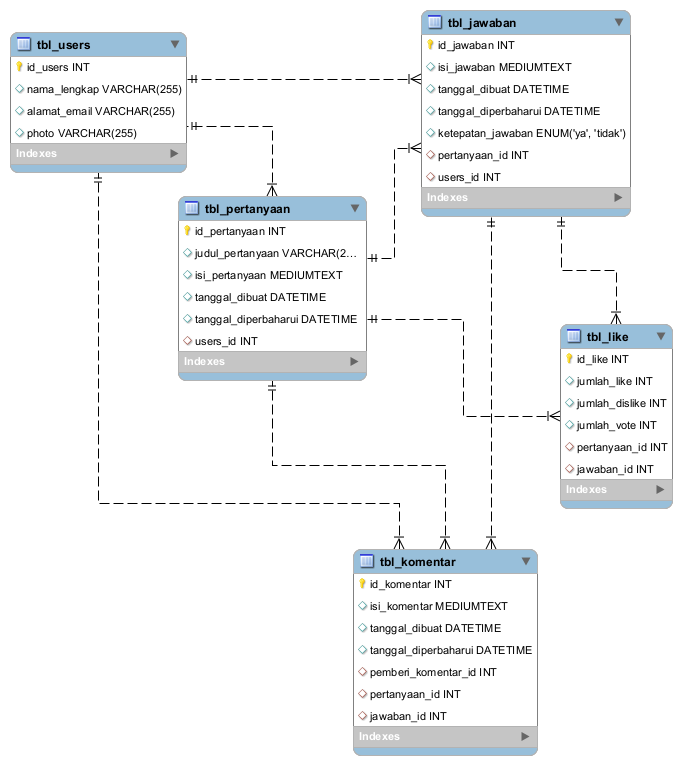 tbl_users
id_users INT
nama_lengkap VARCHAR(255)
alamat_email VARCHAR(255)
photo VARCHAR(255)
Indexes
tbl_jawaban
id_jawaban INT
isi_jawaban MEDIUMTEXT
tanggal_dibuat DATETIME
tanggal_diperbaharui DATETIME
ketepatan_jawaban ENUM('ya', 'tidak')
pertanyaan_id INT
users_id INT
Indexes
tbl_pertanyaan
id_pertanyaan INT
judul_pertanyaan VARCHAR(2...
isi_pertanyaan MEDIUMTEXT
tanggal_dibuat DATETIME
tanggal_diperbaharui DATETIME
users_id INT
Indexes
tbl_like
id_like INT
jumlah_like INT
jumlah_dislike INT
jumlah_vote INT
pertanyaan_id INT
jawaban_id INT
Indexes
tbl_komentar
id_komentar INT
isi_komentar MEDIUMTEXT
tanggal_dibuat DATETIME
tanggal_diperbaharui DATETIME
pemberi_komentar_id INT
pertanyaan_id INT
jawaban_id INT
Indexes